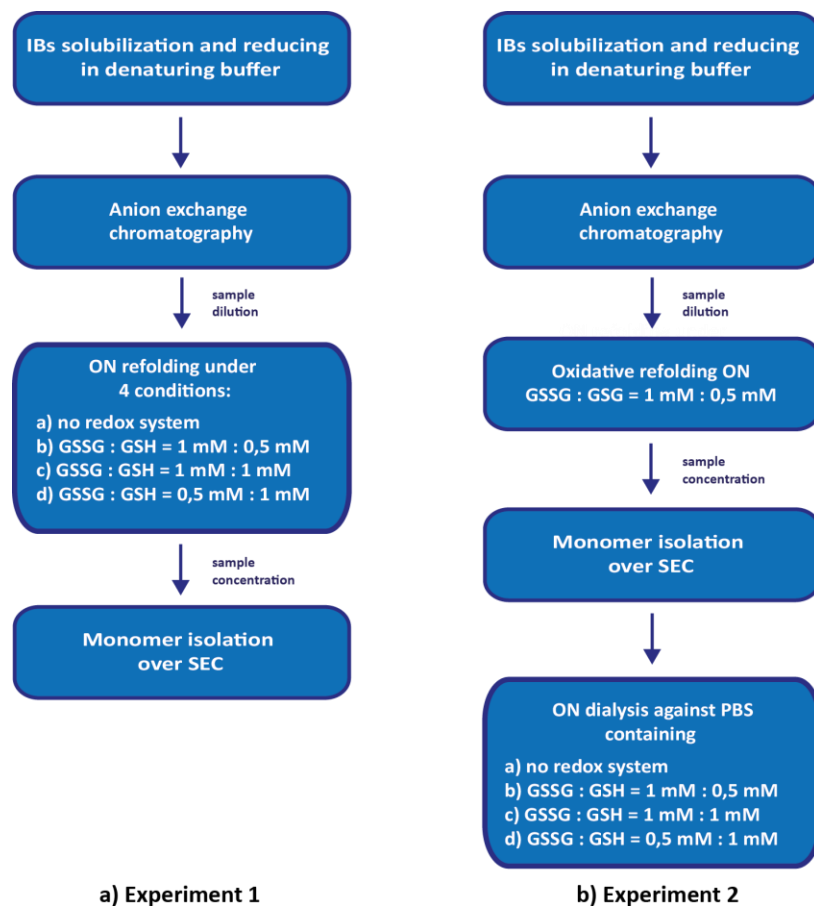 IBs solubilization and reducing
in denaturing buffer
Anion exchange
chromatography
sample
dilution
ON refolding under
4 conditions:
a) no redox system
b) GSSG : GSH = 1 mM : 0,5 mM
c) GSSG : GSH = 1 mM : 1 mM
d) GSSG : GSH = 0,5 mM : 1 mM
sample
concentration
Monomer isolation
over SEC
a) Experiment 1
IBs solubilization and reducing
in denaturing buffer
Anion exchange
chromatography
sample
dilution
Oxidative refolding ON
GSSG : GSG = 1 mM : 0,5 mM
sample
concentration
Monomer isolation
over SEC
ON dialysis against PBS
containing
a) no redox system
b) GSSG : GSH = 1 mM : 0,5 mM
c) GSSG : GSH = 1 mM : 1 mM
d) GSSG : GSH = 0,5 mM : 1 mM
b) Experiment 2